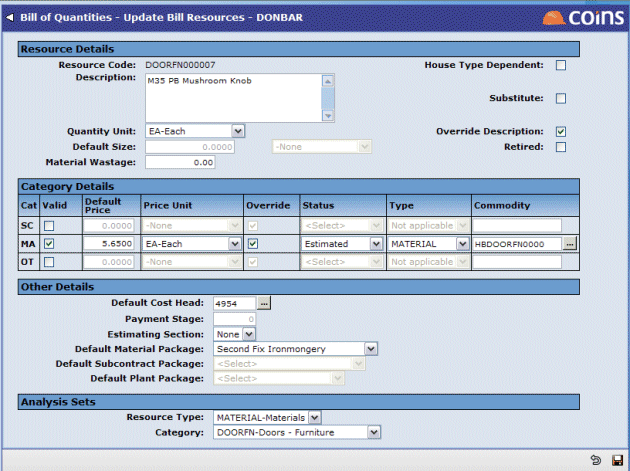 Bill of Quantities - Update Bill Resources - DONBAR COINS
Resource Details
Resource Code: DOORFN000007 House Type Dependent:
Description: M35 PB Mushroom Knob
Substitute:
Quantity Unit: EA-Each Override Description:
Default Size: 0.0000 -None Retired:
Material Wastage: 0.00
Category Details
Cat Valid Default Price Price Unit Override Status Type Commodity
SC 0.0000 -None <Select> Not applicable
MA 5.6500 EA-Each Estimated MATERIAL HBDOORFN0000 ...
OT 0.0000 -None <Select> Not applicable
Other Details
Default Cost Head: 4954 ...
Payment Stage: 0
Estimating Section: None
Default Material Package: Second Fix Ironmongery
Default Subcontract Package: <Select>
Default Plant Package: <Select>
Analysis Sets
Resource Type: MATERIAL-Materials
Category: DOORFN-Doors - Furniture